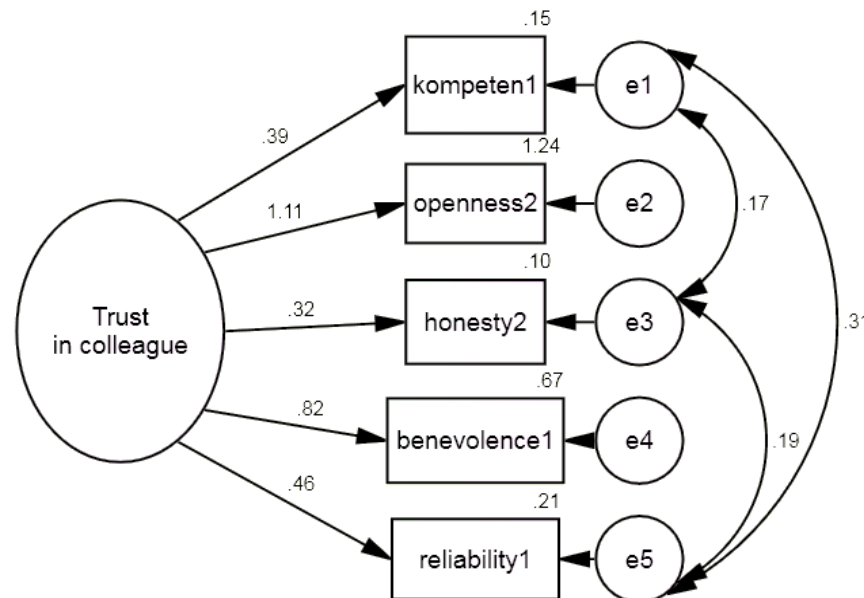 .15
kompeten1
e1
.39
1.24
openness2
e2
1.11
.17
.10
honesty2
e3
.32
Trust
in colleague
.31
.67
benevolence1
e4
.82
.19
.46
.21
reliability1
e5